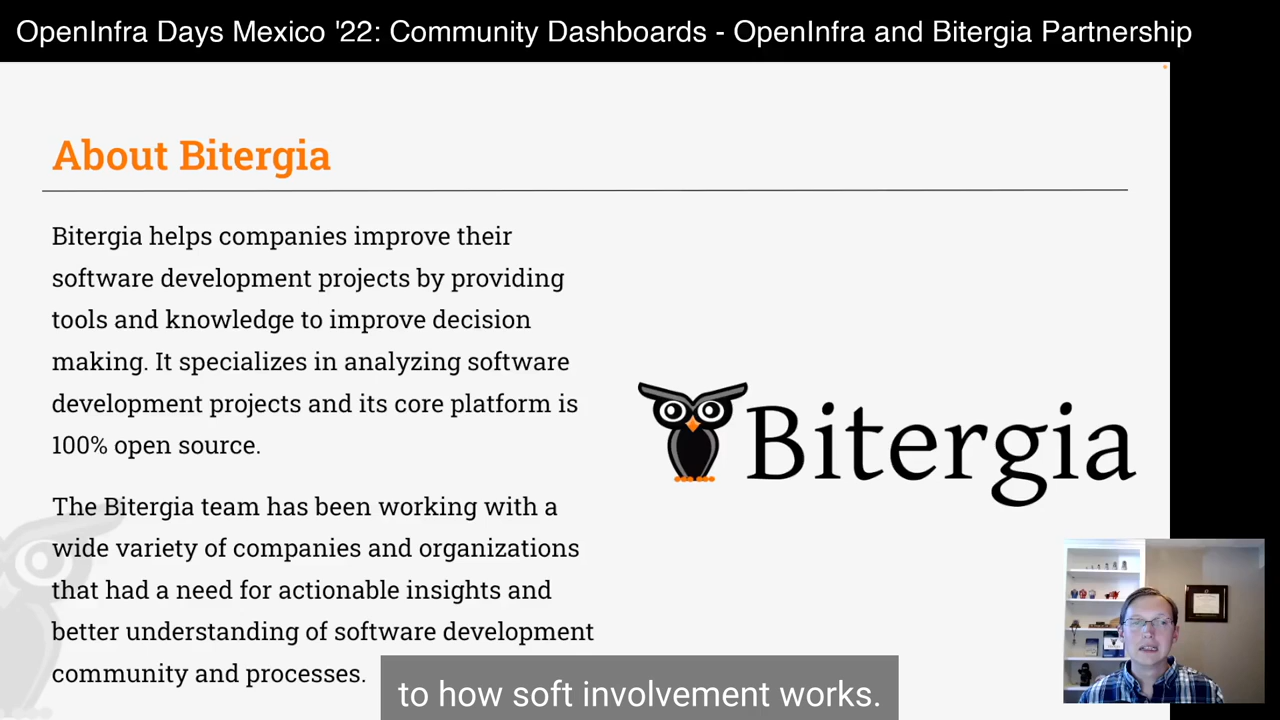 OpenInfra Days Mexico '22: Community Dashboards - OpenInfra and Bitergia Partnership
About Bitergia
Bitergia helps companies improve their
software development projects by providing
tools and knowledge to improve decision
making. It specializes in analyzing software
development projects and its core platform is
100% open source.
The Bitergia team has been working with a
wide variety of companies and organizations
that had a need for actionable insights and
better understanding of software development
community and processes.
Bitergia
to how soft involvement works.